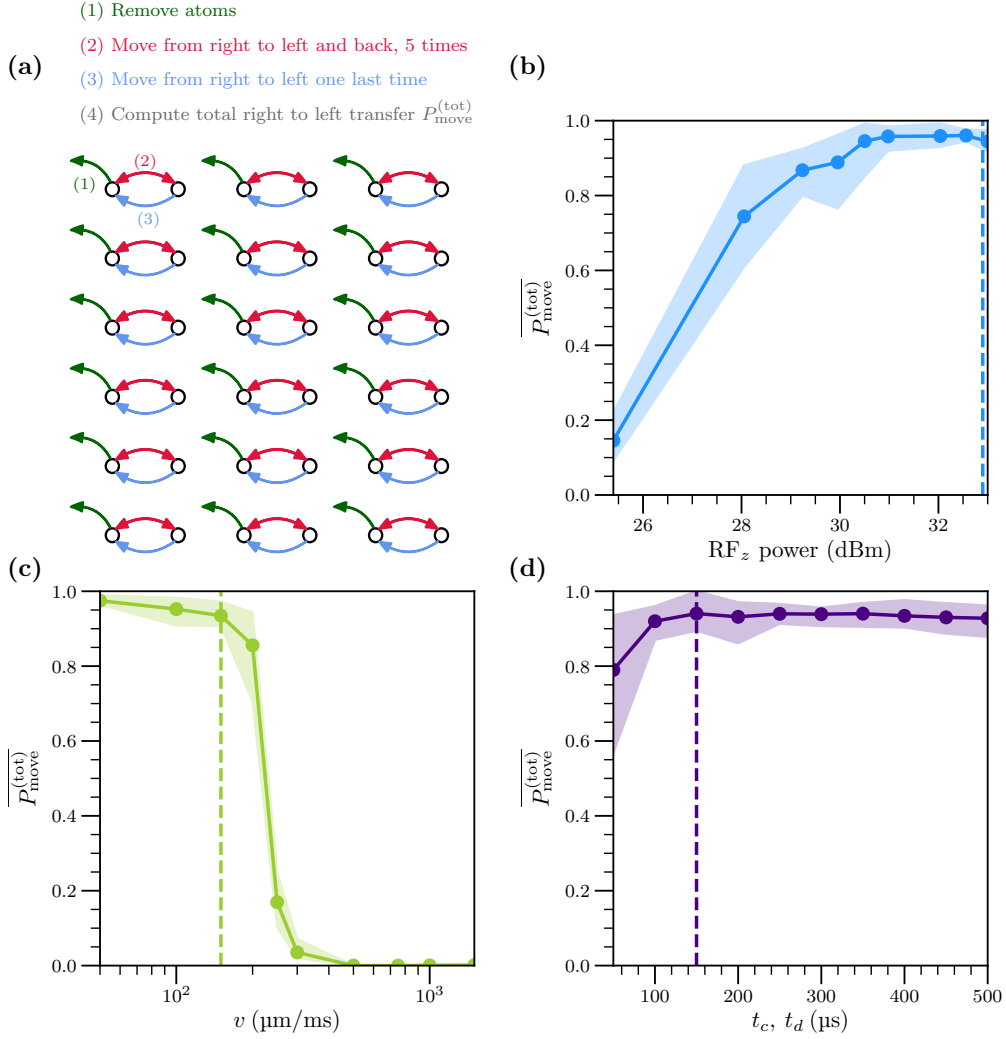 (1) Remove atoms
(2) Move from right to left and back, 5 times
(3) Move from right to left one last time
(4) Compute total right to left transfer P_move^(tot)
(a)
(1)
(2)
(3)
(b)
1.0
0.8
0.6
0.4
0.2
0.0
P_move^(tot)
26 28 30 32
RF_z power (dBm)
(c)
1.0
0.8
0.6
0.4
0.2
0.0
P_move^(tot)
10² 10³
v (µm/ms)
(d)
1.0
0.8
0.6
0.4
0.2
0.0
P_move^(tot)
100 200 300 400 500
t_c, t_d (µs)